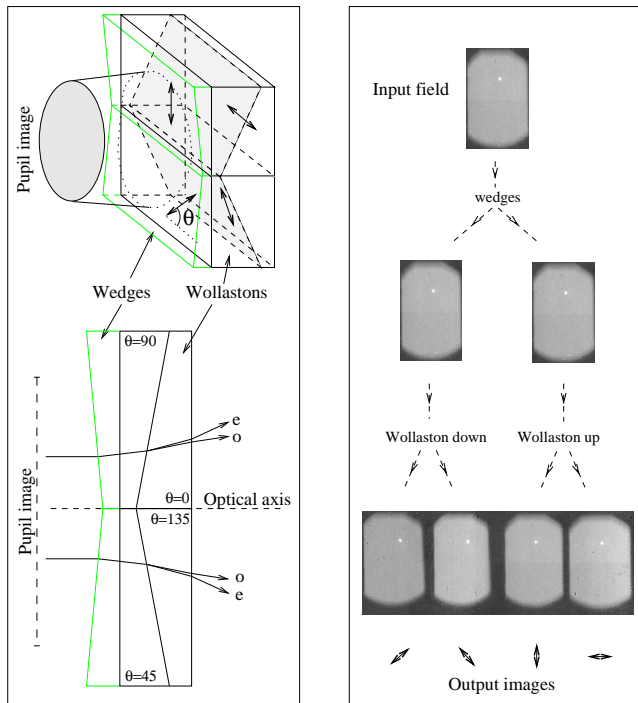 Pupil image
θ
Wedges
Wollastons
θ=90
e
o
θ=0
Optical axis
θ=135
Pupil image
o
e
θ=45
Input field
wedges
Wollaston down
Wollaston up
Output images